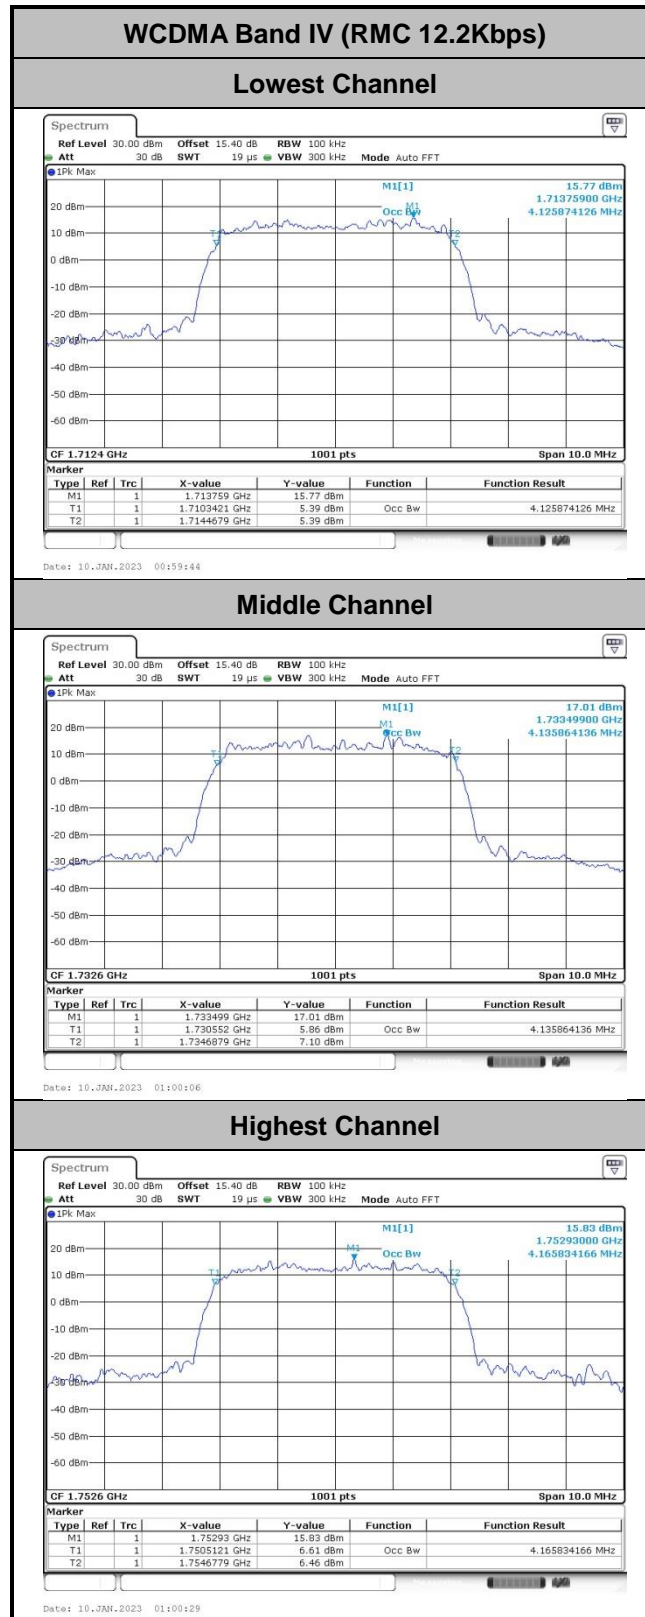 WCDMA Band IV (RMC 12.2Kbps)
Lowest Channel
Spectrum
Ref Level 30.00 dBm Offset 15.40 dB RBW 100 kHz
Att 30 dB SWT 19 µs VBW 300 kHz Mode Auto FFT
1Pk Max
M1[1] 15.77 dBm
1.71375900 GHz
Occ Bw 4.125874126 MHz
M1
20 dBm
10 dBm
T1 T2
0 dBm
-10 dBm
-20 dBm
-30 dBm
-40 dBm
-50 dBm
-60 dBm
CF 1.7124 GHz 1001 pts Span 10.0 MHz
Marker
Type Ref Trc X-value Y-value Function Function Result
M1 1 1.713759 GHz 15.77 dBm
T1 1 1.7103421 GHz 5.39 dBm Occ Bw 4.125874126 MHz
T2 1 1.7144679 GHz 5.39 dBm
Date: 10.JAN.2023 00:59:44
Middle Channel
Spectrum
Ref Level 30.00 dBm Offset 15.40 dB RBW 100 kHz
Att 30 dB SWT 19 µs VBW 300 kHz Mode Auto FFT
1Pk Max
M1[1] 17.01 dBm
1.73349900 GHz
M1
Occ Bw 4.135864136 MHz
20 dBm
10 dBm
T1 T2
0 dBm
-10 dBm
-20 dBm
-30 dBm
-40 dBm
-50 dBm
-60 dBm
CF 1.7326 GHz 1001 pts Span 10.0 MHz
Marker
Type Ref Trc X-value Y-value Function Function Result
M1 1 1.733499 GHz 17.01 dBm
T1 1 1.730552 GHz 5.86 dBm Occ Bw 4.135864136 MHz
T2 1 1.7346879 GHz 7.10 dBm
Date: 10.JAN.2023 01:00:06
Highest Channel
Spectrum
Ref Level 30.00 dBm Offset 15.40 dB RBW 100 kHz
Att 30 dB SWT 19 µs VBW 300 kHz Mode Auto FFT
1Pk Max
M1[1] 15.83 dBm
1.75293000 GHz
M1
Occ Bw 4.165834166 MHz
20 dBm
10 dBm
T1 T2
0 dBm
-10 dBm
-20 dBm
-30 dBm
-40 dBm
-50 dBm
-60 dBm
CF 1.7526 GHz 1001 pts Span 10.0 MHz
Marker
Type Ref Trc X-value Y-value Function Function Result
M1 1 1.75293 GHz 15.83 dBm
T1 1 1.7505121 GHz 6.61 dBm Occ Bw 4.165834166 MHz
T2 1 1.7546779 GHz 6.46 dBm
Date: 10.JAN.2023 01:00:29